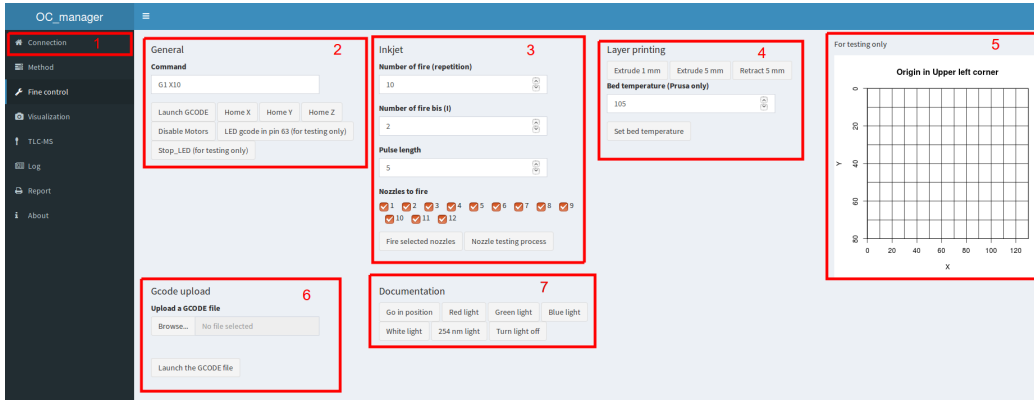 OC_manager
Connection
1
Method
Fine control
Visualization
TLC-MS
Log
Report
About
General
2
Command
G1 X10
Launch GCODE Home X Home Y Home Z
Disable Motors LED gcode in pin 63 (for testing only)
Stop_LED (for testing only)
Inkjet
3
Number of fire (repetition)
10
Number of fire bis (I)
2
Pulse length
5
Nozzles to fire
1 2 3 4 5 6 7 8 9
10 11 12
Fire selected nozzles Nozzle testing process
Layer printing
4
Extrude 1 mm Extrude 5 mm Retract 5 mm
Bed temperature (Prusa only)
105
Set bed temperature
For testing only
5
Origin in Upper left corner
0
20
40
60
80
Y
0 20 40 60 80 100 120
X
Gcode upload
6
Upload a GCODE file
Browse... No file selected
Launch the GCODE file
Documentation
7
Go in position Red light Green light Blue light
White light 254 nm light Turn light off